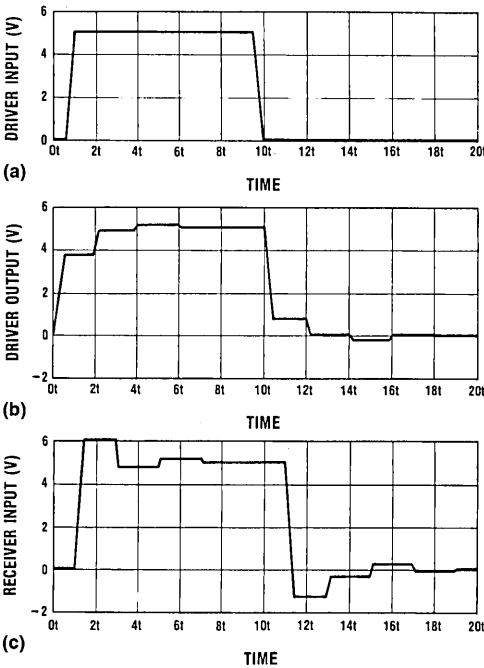 DRIVER INPUT (V)
6
4
2
0
0t 2t 4t 6t 8t 10t 12t 14t 16t 18t 20t
TIME
(a)
DRIVER OUTPUT (V)
6
4
2
0
−2
0t 2t 4t 6t 8t 10t 12t 14t 16t 18t 20t
TIME
(b)
RECEIVER INPUT (V)
6
4
2
0
−2
0t 2t 4t 6t 8t 10t 12t 14t 16t 18t 20t
TIME
(c)